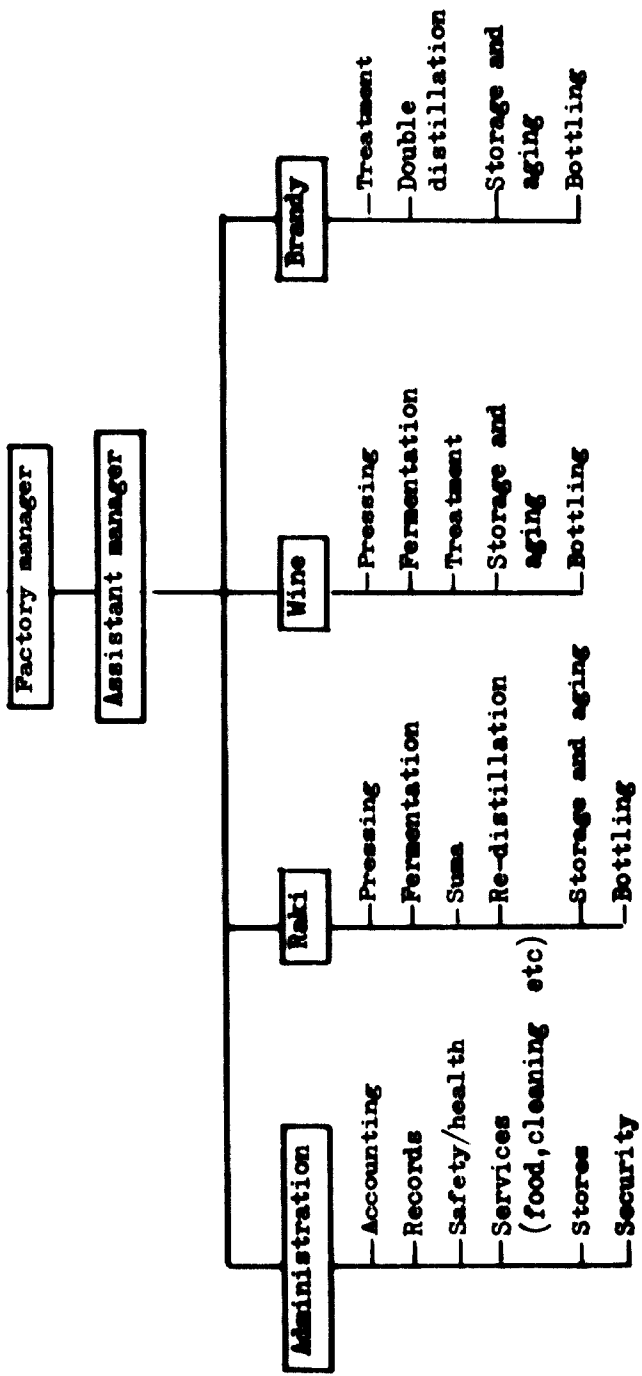 Factory manager
Assistant manager
Administration
Accounting
Records
Safety/health
Services
(food,cleaning etc)
Stores
Security
Raki
Pressing
Fermentation
Suma
Re-distillation
Storage and aging
Bottling
Wine
Pressing
Fermentation
Treatment
Storage and
aging
Bottling
Brandy
Treatment
Double
distillation
Storage and
aging
Bottling